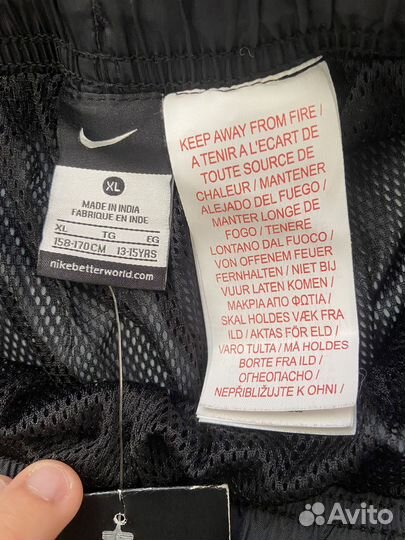 XL
MADE IN INDIA
FABRIQUE EN INDE
XL TG EG
158-170CM 13-15YRS
nikebetterworld.com
KEEP AWAY FROM FIRE /
A TENIR A L'ECART DE
TOUTE SOURCE DE
CHALEUR / MANTENER
ALEJADO DEL FUEGO /
MANTER LONGE DE
FOGO / TENERE
LONTANO DAL FUOCO /
VON OFFENEM FEUER
FERNHALTEN / NIET BIJ
VUUR LATEN KOMEN /
ΜΑΚΡΙΑ ΑΠΟ ΦΩΤΙΑ /
SKAL HOLDES VÆK FRA
ILD / AKTAS FÖR ELD /
VARO TULTA / MÅ HOLDES
BORTE FRA ILD /
ОГНЕОПАСНО /
NEPŘIBLIŽUJTE K OHNI /
Avito